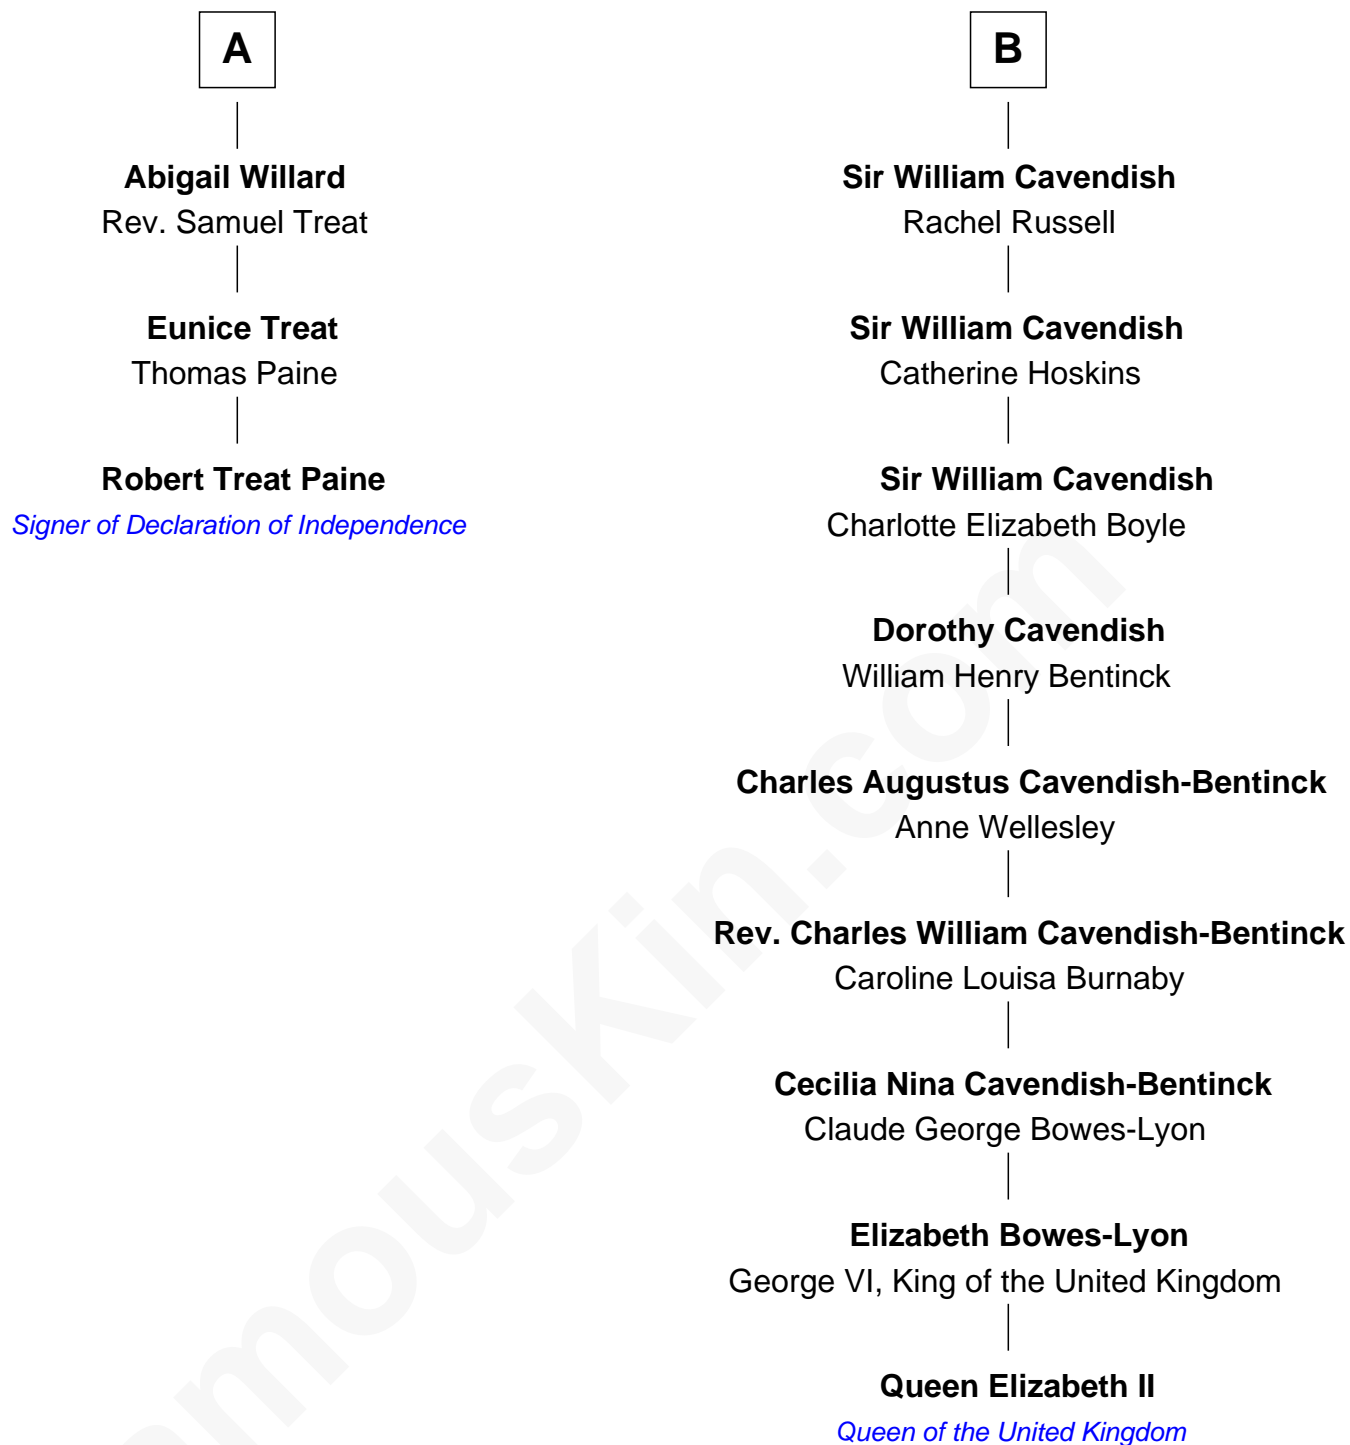 A
Abigail Willard
Rev. Samuel Treat
Eunice Treat
Thomas Paine
Robert Treat Paine
Signer of Declaration of Independence
B
Sir William Cavendish
Rachel Russell
Sir William Cavendish
Catherine Hoskins
Sir William Cavendish
Charlotte Elizabeth Boyle
Dorothy Cavendish
William Henry Bentinck
Charles Augustus Cavendish-Bentinck
Anne Wellesley
Rev. Charles William Cavendish-Bentinck
Caroline Louisa Burnaby
Cecilia Nina Cavendish-Bentinck
Claude George Bowes-Lyon
Elizabeth Bowes-Lyon
George VI, King of the United Kingdom
Queen Elizabeth II
Queen of the United Kingdom
amousKin.com